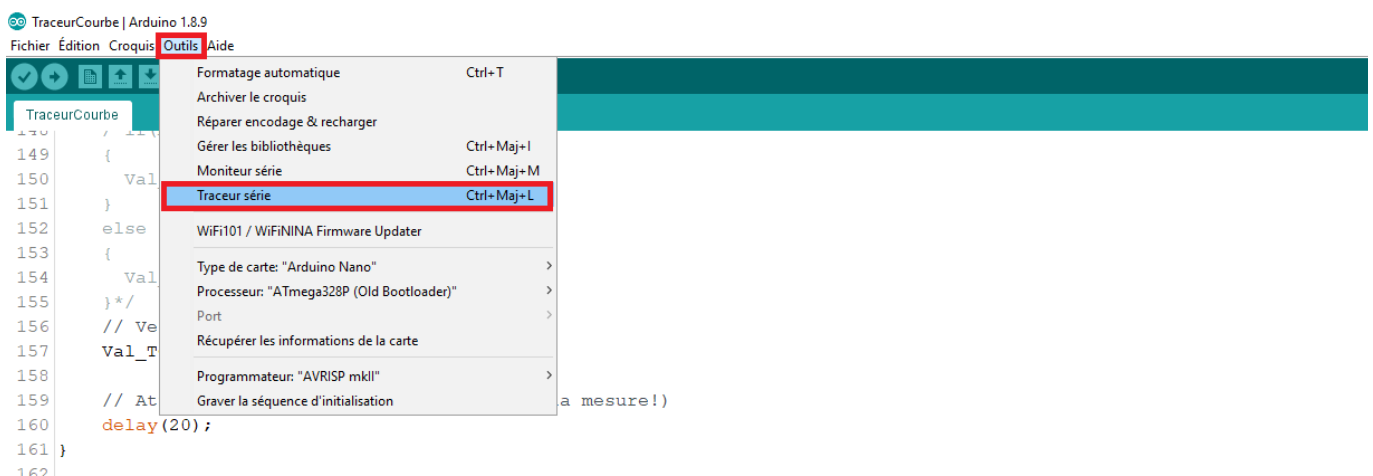 TraceurCourbe | Arduino 1.8.9
Fichier Édition Croquis Outils Aide
TraceurCourbe
Formatage automatique Ctrl+T
Archiver le croquis
Réparer encodage & recharger
Gérer les bibliothèques Ctrl+Maj+I
Moniteur série Ctrl+Maj+M
Traceur série Ctrl+Maj+L
WiFi101 / WiFiNINA Firmware Updater
Type de carte: "Arduino Nano"
Processeur: "ATmega328P (Old Bootloader)"
Port
Récupérer les informations de la carte
Programmateur: "AVRISP mkII"
Graver la séquence d'initialisation
148
149 {
150 Val_
151 }
152 else
153 {
154 Val_
155 }*/
156 // Ve
157 Val_T
158
159 // At a mesure!)
160 delay(20);
161 }
162